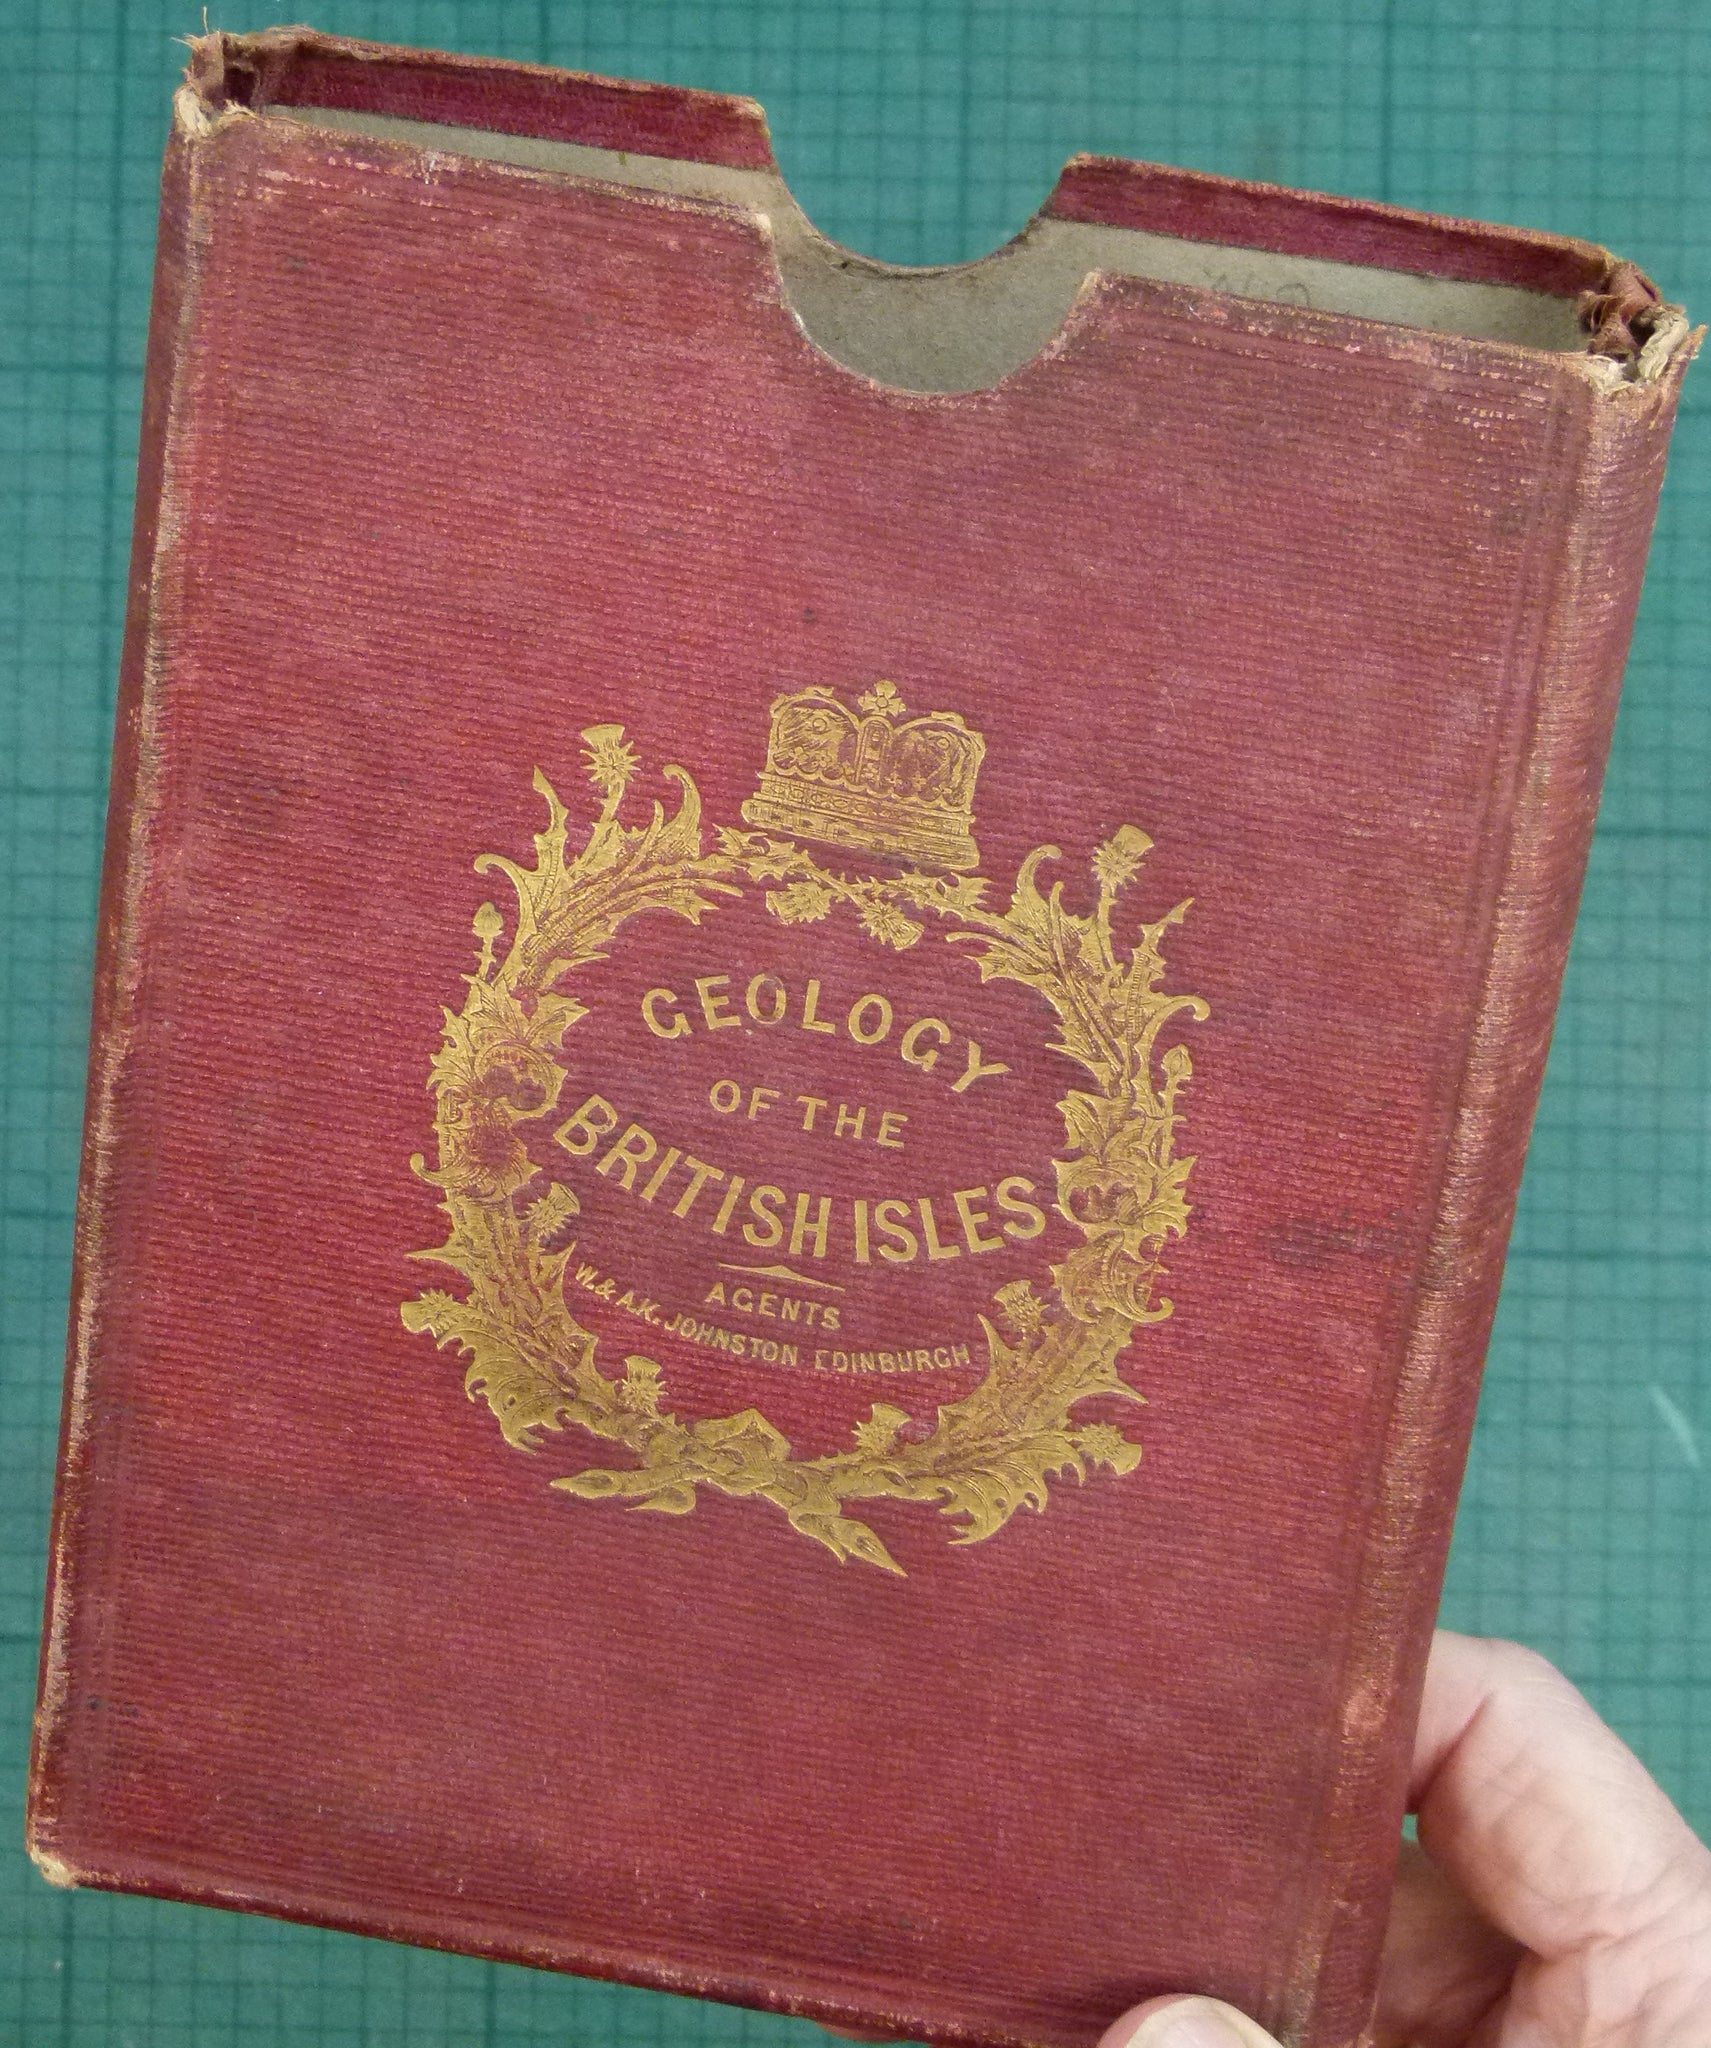 GEOLOGY
OF THE
BRITISH ISLES
AGENTS
W. & A.K. JOHNSTON EDINBURGH